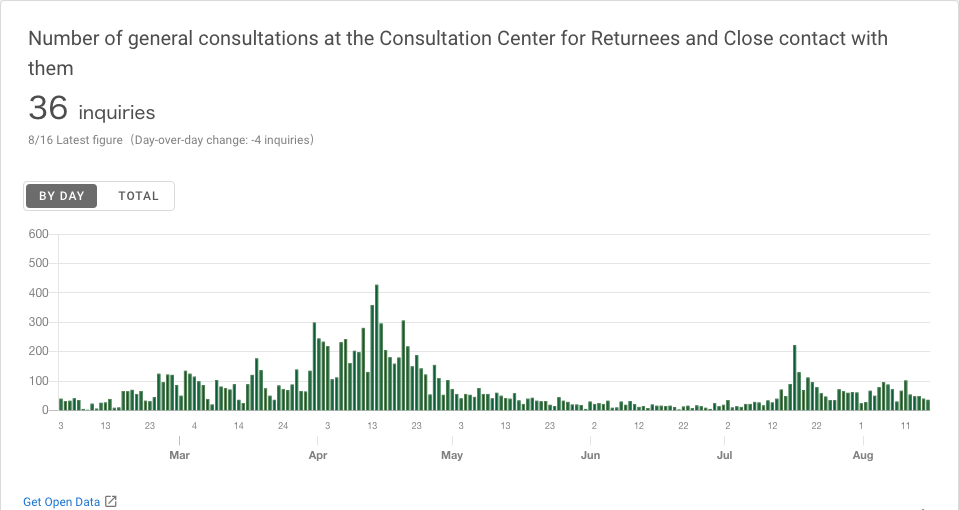 Number of general consultations at the Consultation Center for Returnees and Close contact with
them
36 inquiries
8/16 Latest figure（Day-over-day change: -4 inquiries）
BY DAY TOTAL
600
500
400
300
200
100
0
3 13 23 4 14 24 3 13 23 3 13 23 2 12 22 2 12 22 1 11
Mar Apr May Jun Jul Aug
Get Open Data